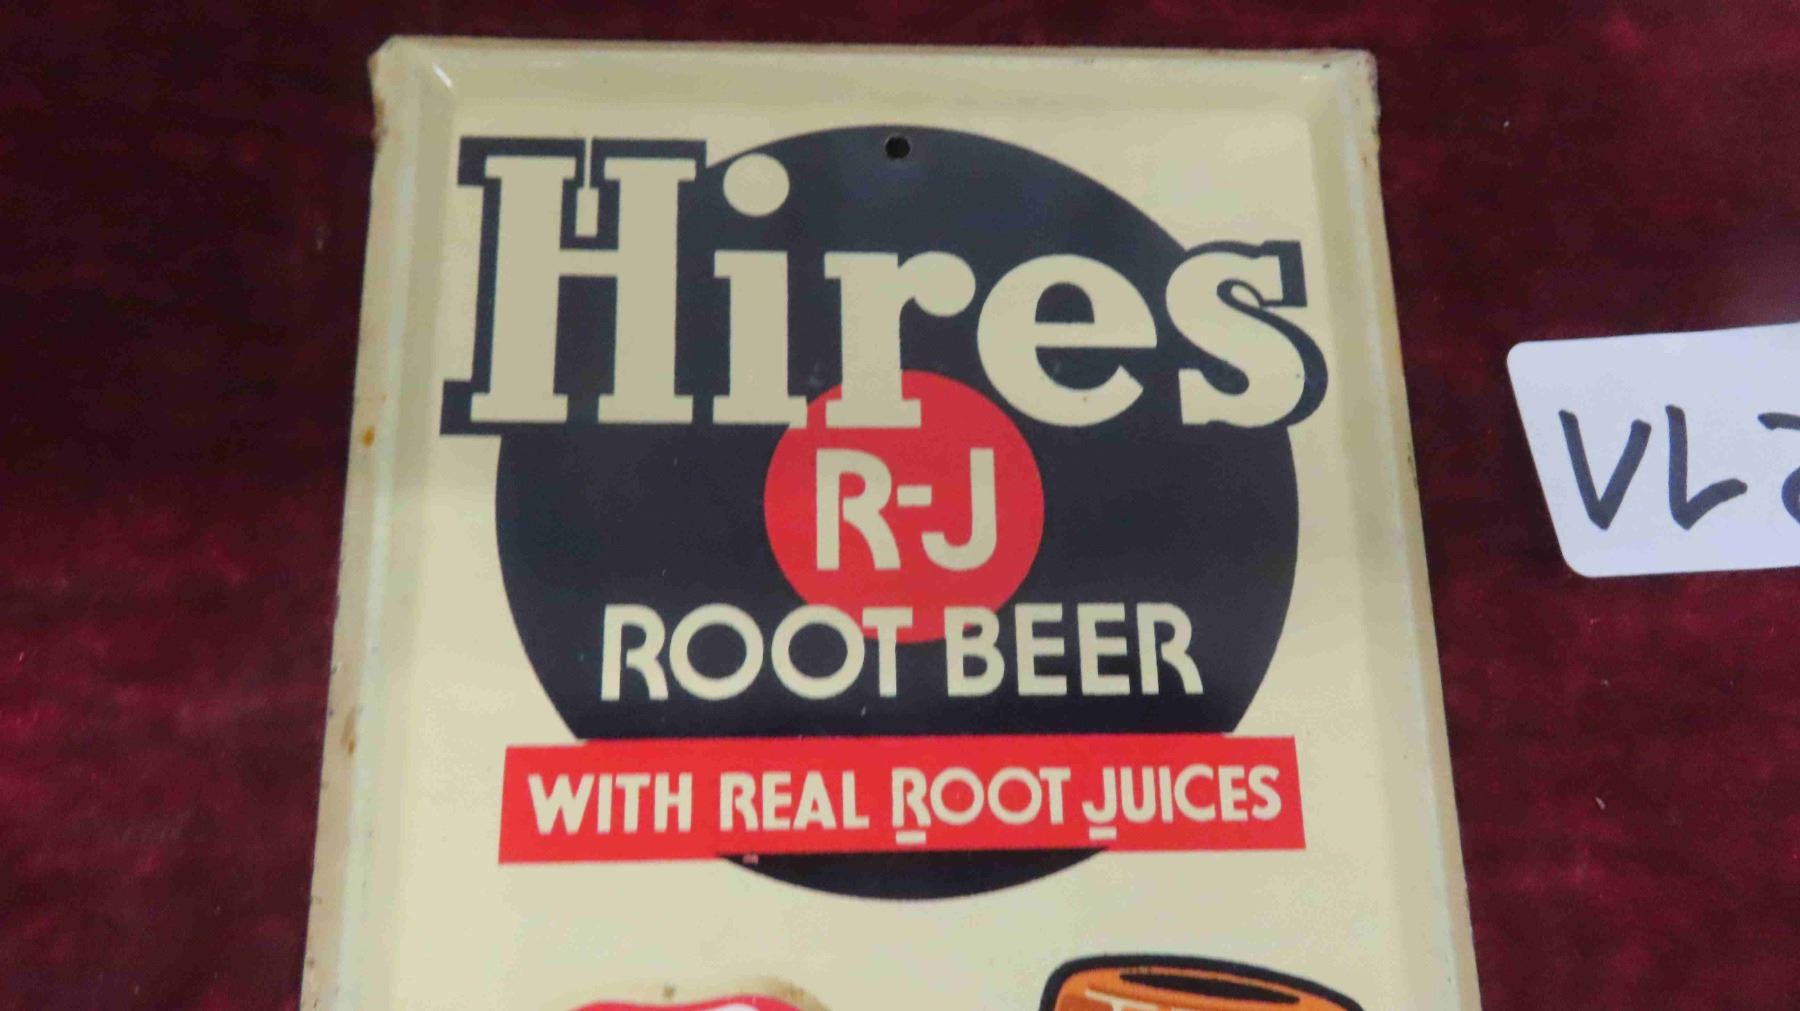 Hires
R-J
ROOT BEER
WITH REAL ROOT JUICES
VL